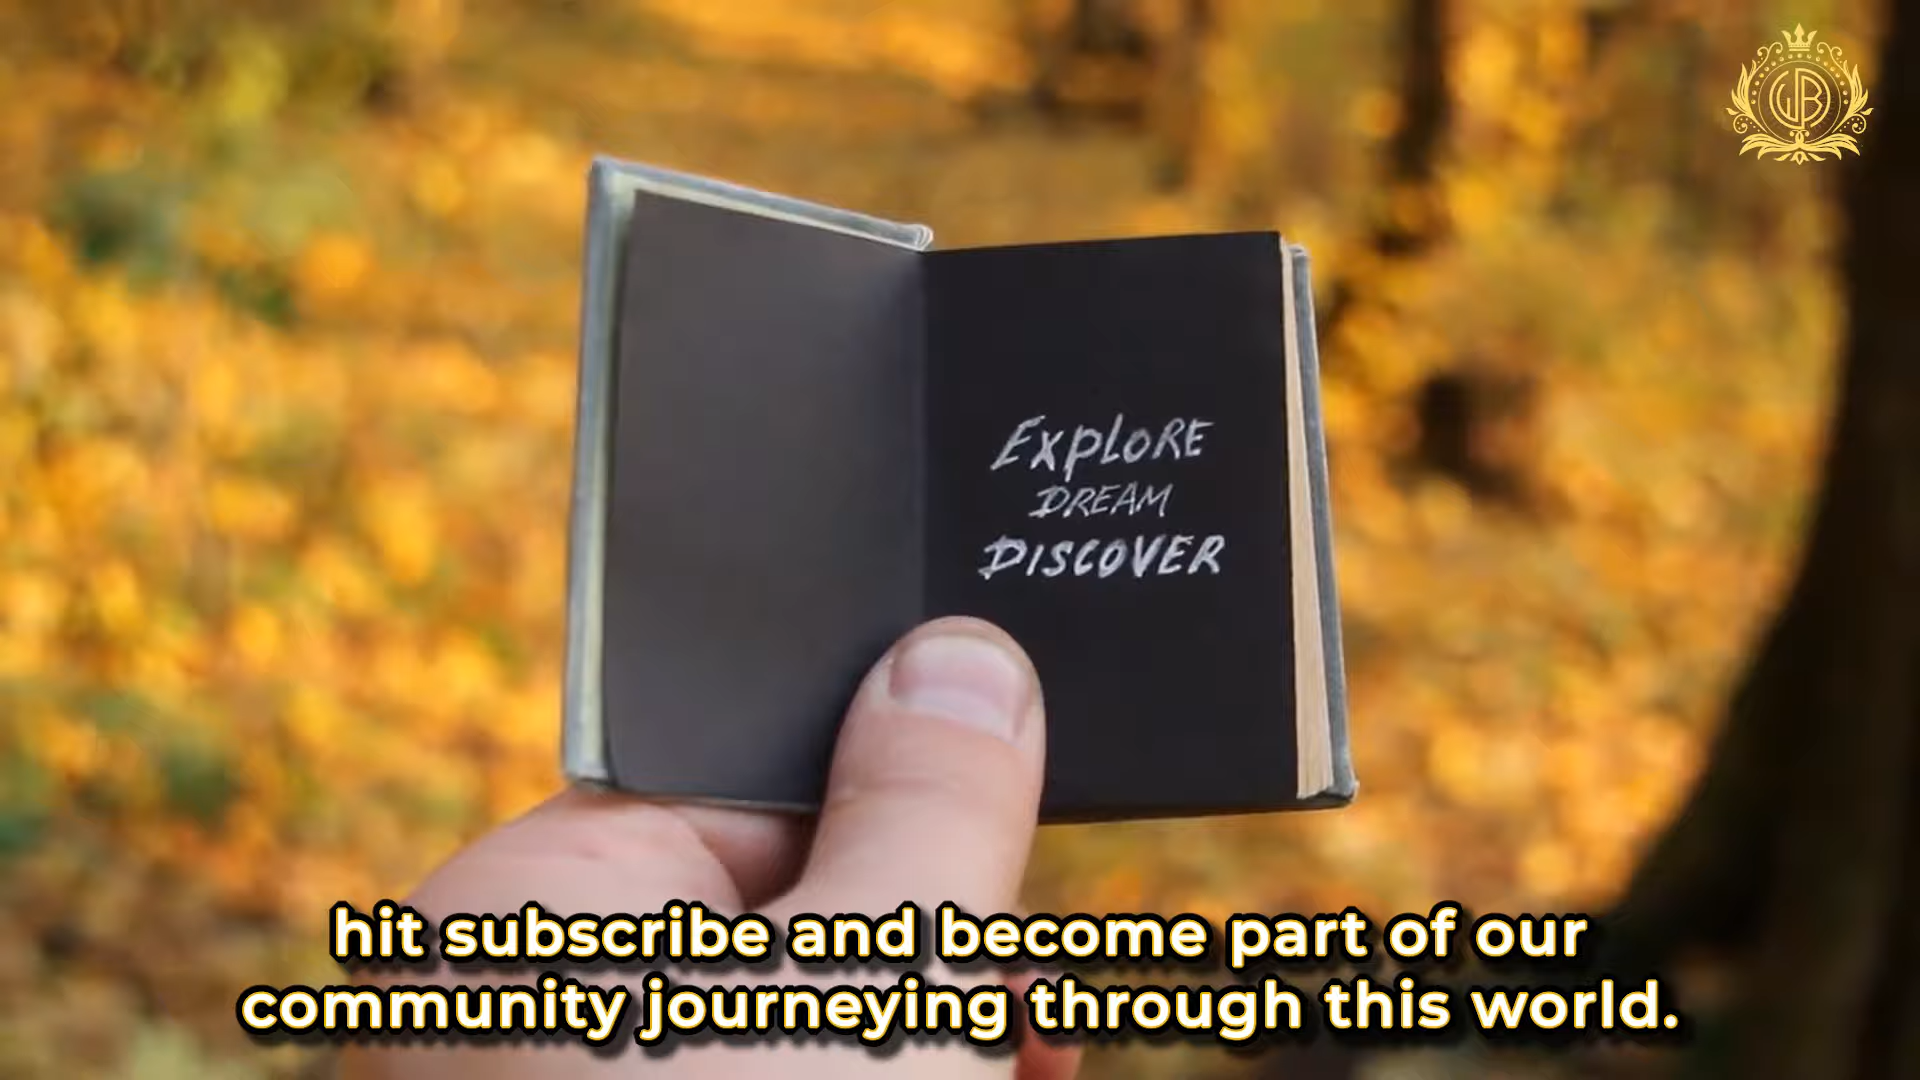 EXPLORE
DREAM
DISCOVER
hit subscribe and become part of our
community journeying through this world.